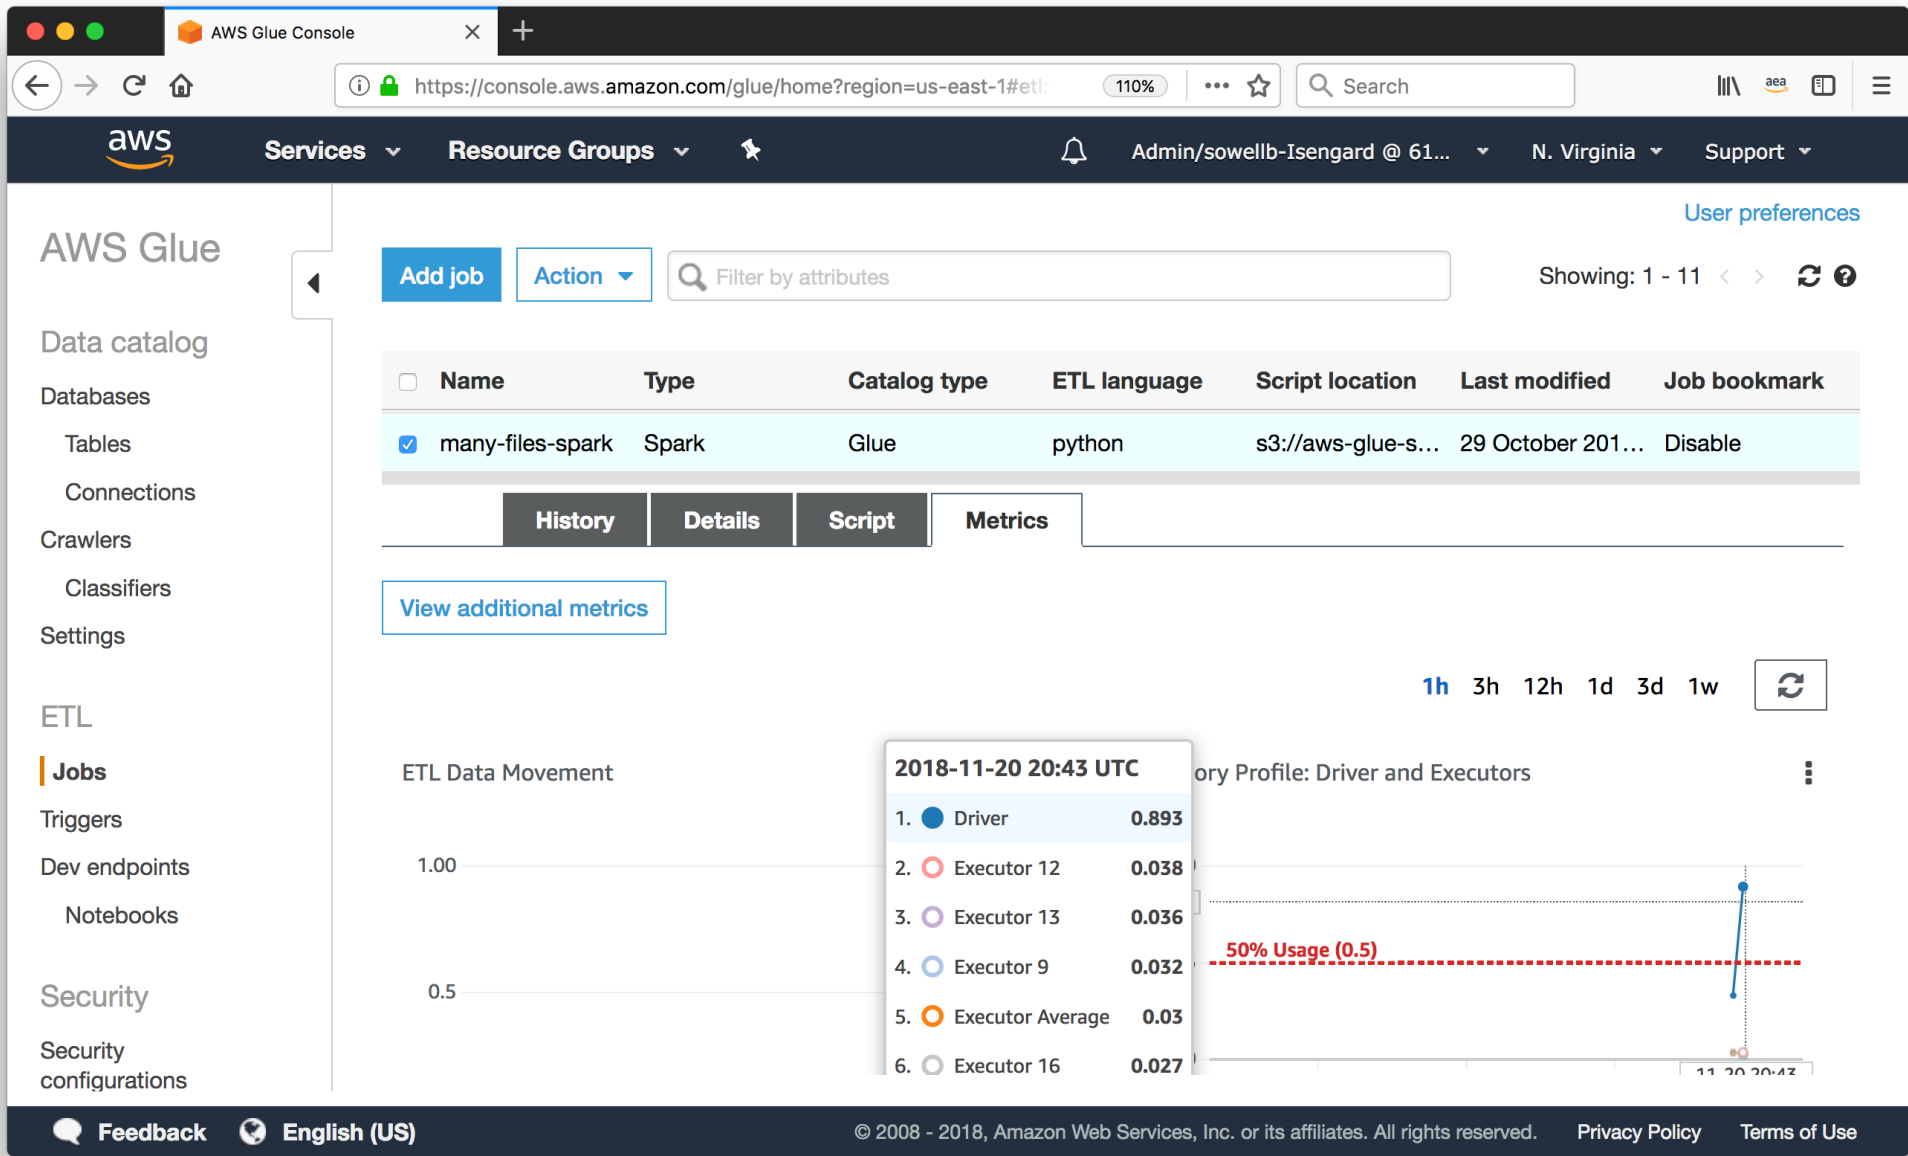 AWS Glue Console
https://console.aws.amazon.com/glue/home?region=us-east-1#etl:
110%
Search
aea
aws
Services
Resource Groups
Admin/sowellb-Isengard @ 61...
N. Virginia
Support
User preferences
AWS Glue
Add job
Action
Filter by attributes
Showing: 1 - 11
Data catalog
Databases
Tables
Connections
Crawlers
Classifiers
Settings
ETL
Jobs
Triggers
Dev endpoints
Notebooks
Security
Security
configurations
Name Type Catalog type ETL language Script location Last modified Job bookmark
many-files-spark Spark Glue python s3://aws-glue-s... 29 October 201... Disable
History Details Script Metrics
View additional metrics
1h 3h 12h 1d 3d 1w
ETL Data Movement
1.00
0.5
2018-11-20 20:43 UTC
1. Driver 0.893
2. Executor 12 0.038
3. Executor 13 0.036
4. Executor 9 0.032
5. Executor Average 0.03
6. Executor 16 0.027
ory Profile: Driver and Executors
50% Usage (0.5)
11-20 20:43
Feedback
English (US)
© 2008 - 2018, Amazon Web Services, Inc. or its affiliates. All rights reserved.
Privacy Policy
Terms of Use